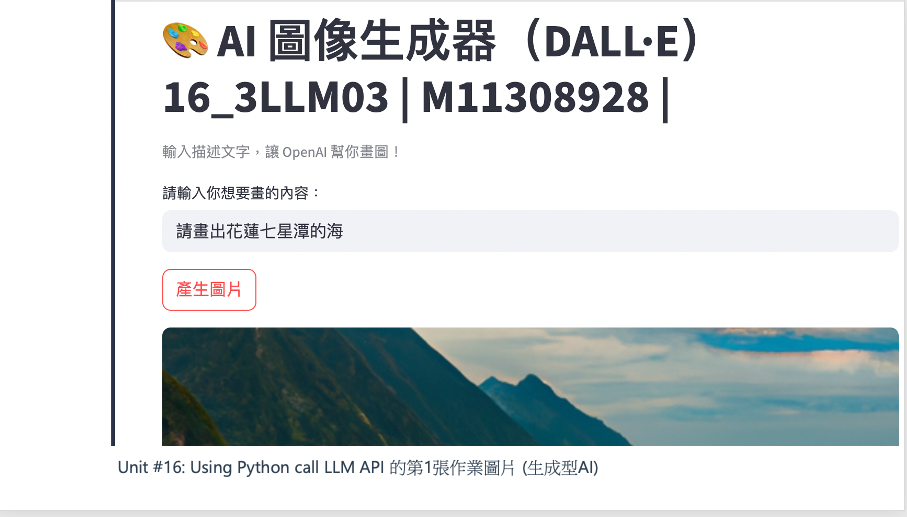 🎨 AI 圖像生成器（DALL·E）
16_3LLM03 | M11308928 |
輸入描述文字，讓 OpenAI 幫你畫圖！
請輸入你想要畫的內容：
請畫出花蓮七星潭的海
產生圖片
Unit #16: Using Python call LLM API 的第1張作業圖片 (生成型AI)